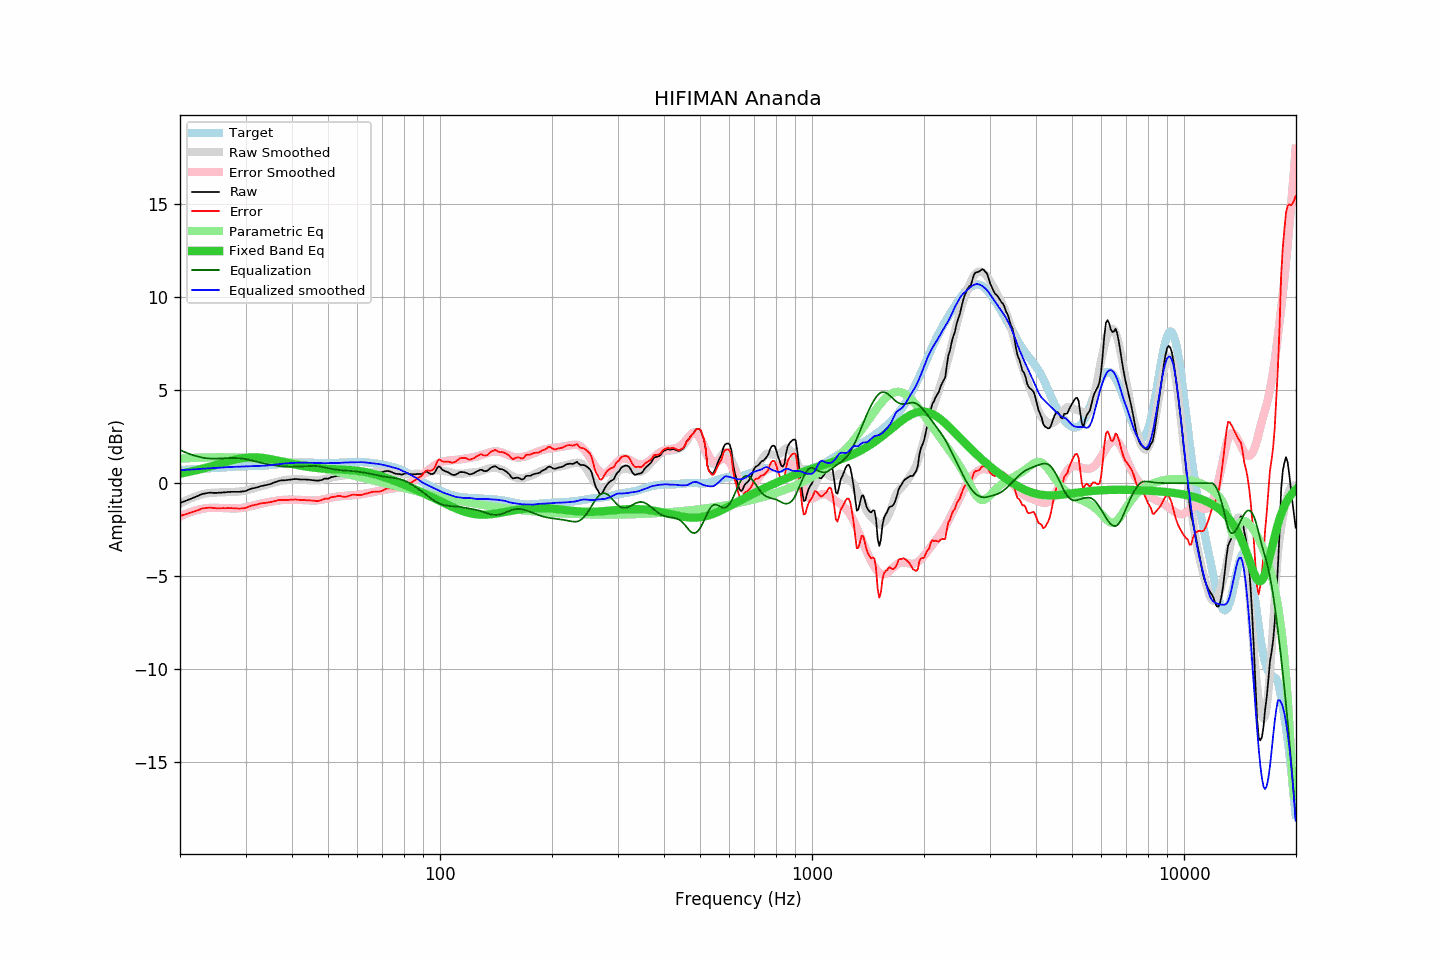 HIFIMAN Ananda
Target
Raw Smoothed
Error Smoothed
Raw
Error
Parametric Eq
Fixed Band Eq
Equalization
Equalized smoothed
15
10
5
0
−5
−10
−15
Amplitude (dBr)
100
1000
10000
Frequency (Hz)